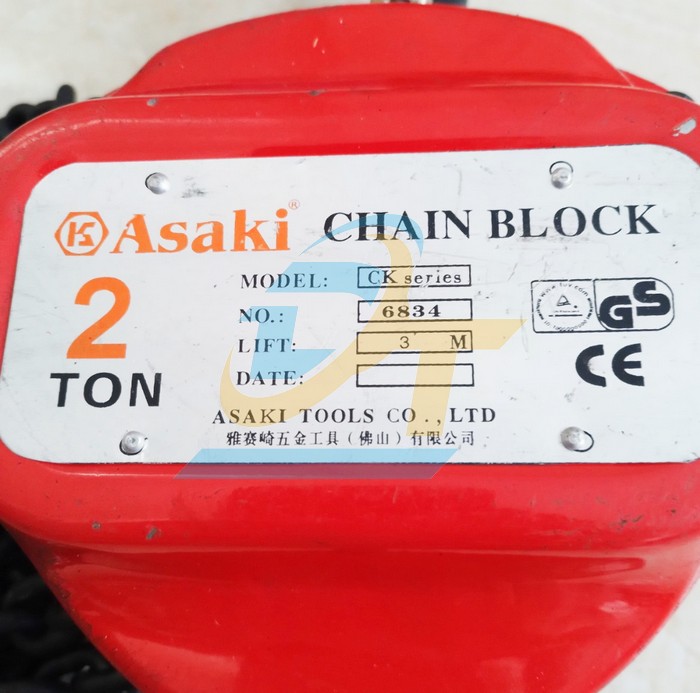 Asaki® CHAIN BLOCK
2
TON
MODEL: CK series
NO.: 6834
LIFT: 3 M
DATE:
GS
CE
ASAKI TOOLS CO., LTD
雅赛崎五金工具(佛山)有限公司